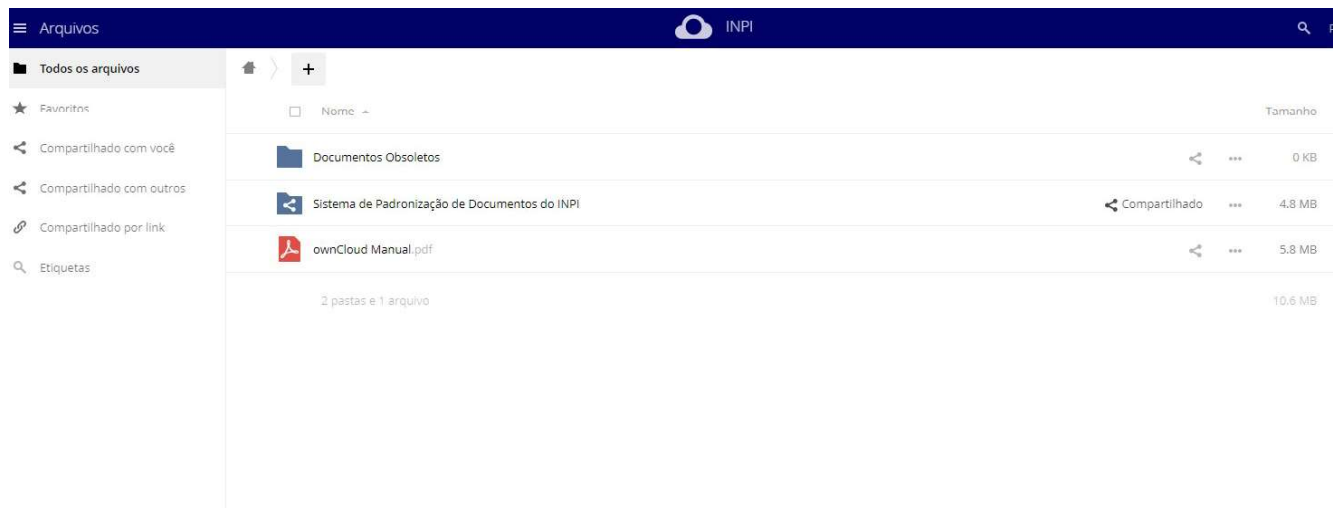 Arquivos
INPI
Todos os arquivos
Favoritos
Compartilhado com você
Compartilhado com outros
Compartilhado por link
Etiquetas
+
Nome
Tamanho
Documentos Obsoletos
0 KB
Sistema de Padronização de Documentos do INPI
Compartilhado
4.8 MB
ownCloud Manual.pdf
5.8 MB
2 pastas e 1 arquivo
10.6 MB